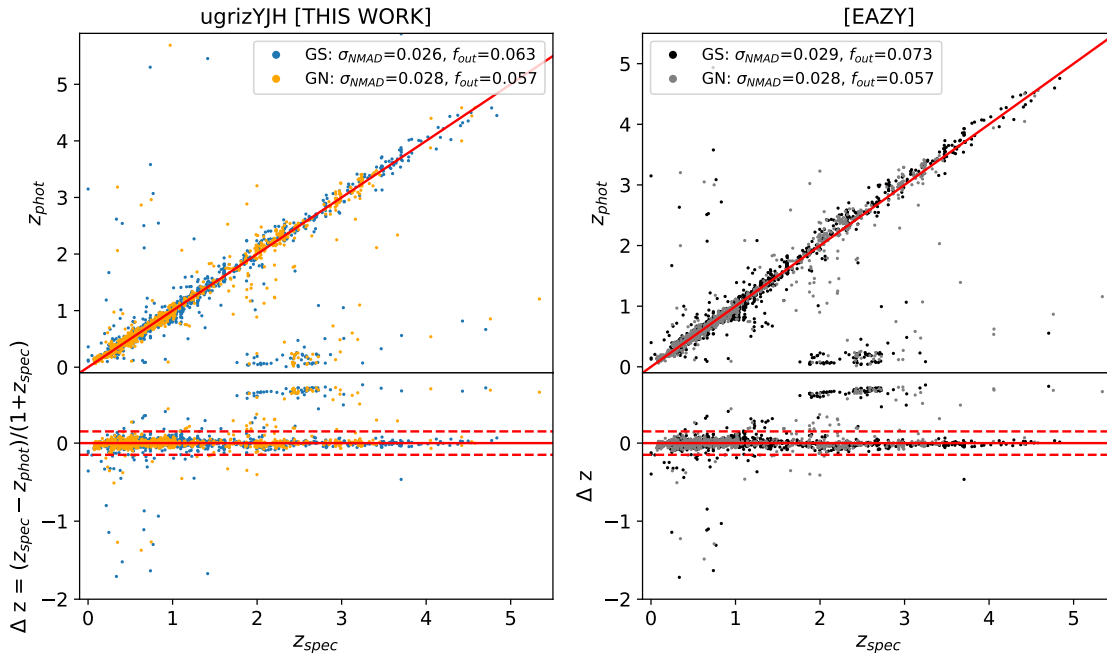 ugrizYJH [THIS WORK]
GS: σNMAD=0.026, fout=0.063
GN: σNMAD=0.028, fout=0.057
zphot
5
4
3
2
1
0
Δ z = (zspec − zphot)/(1+zspec)
0
−1
−2
0 1 2 3 4 5
zspec
[EAZY]
GS: σNMAD=0.029, fout=0.073
GN: σNMAD=0.028, fout=0.057
zphot
5
4
3
2
1
0
Δ z
0
−1
−2
0 1 2 3 4 5
zspec